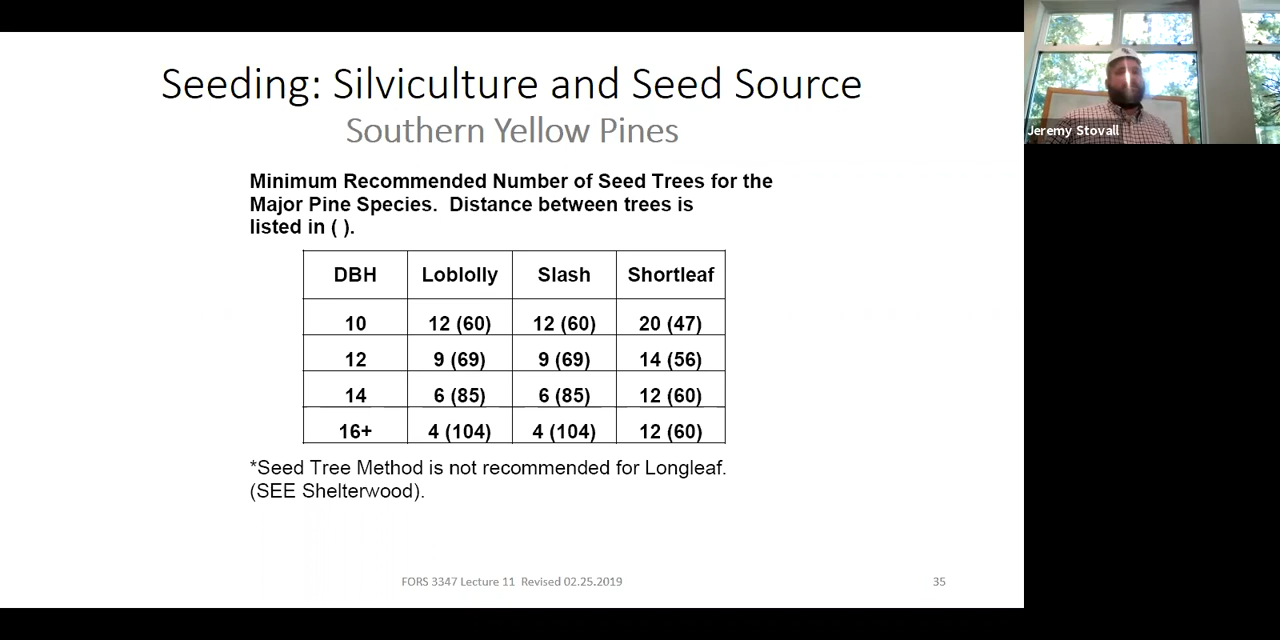 Seeding: Silviculture and Seed Source
Southern Yellow Pines
Minimum Recommended Number of Seed Trees for the
Major Pine Species. Distance between trees is
listed in ( ).
DBH Loblolly Slash Shortleaf
10 12 (60) 12 (60) 20 (47)
12 9 (69) 9 (69) 14 (56)
14 6 (85) 6 (85) 12 (60)
16+ 4 (104) 4 (104) 12 (60)
*Seed Tree Method is not recommended for Longleaf.
(SEE Shelterwood).
FORS 3347 Lecture 11 Revised 02.25.2019
35
Jeremy Stovall